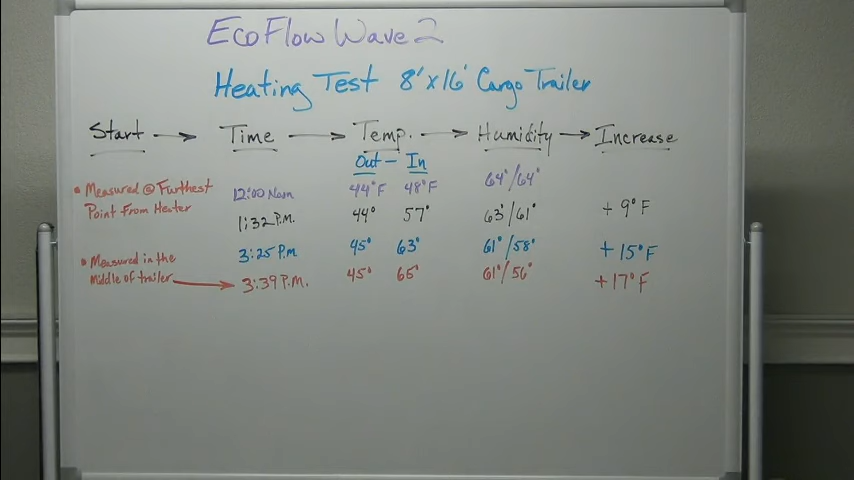 EcoFlow Wave 2
Heating Test 8'x16' Cargo Trailer
Start → Time → Temp. → Humidity → Increase
Out – In
• Measured @ Furthest
Point From Heater
12:00 Noon 44°F 48°F 64°/64°
1:32 P.M. 44° 57° 63°/61° +9°F
3:25 P.M 45° 63° 61°/58° +15°F
• Measured in the
Middle of trailer → 3:39 P.M. 45° 65° 61°/56° +17°F